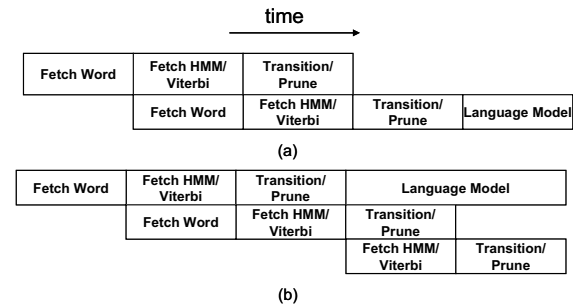 time
Fetch Word
Fetch HMM/
Viterbi
Transition/
Prune
Fetch Word
Fetch HMM/
Viterbi
Transition/
Prune
Language Model
(a)
Fetch Word
Fetch HMM/
Viterbi
Transition/
Prune
Language Model
Fetch Word
Fetch HMM/
Viterbi
Transition/
Prune
Fetch HMM/
Viterbi
Transition/
Prune
(b)